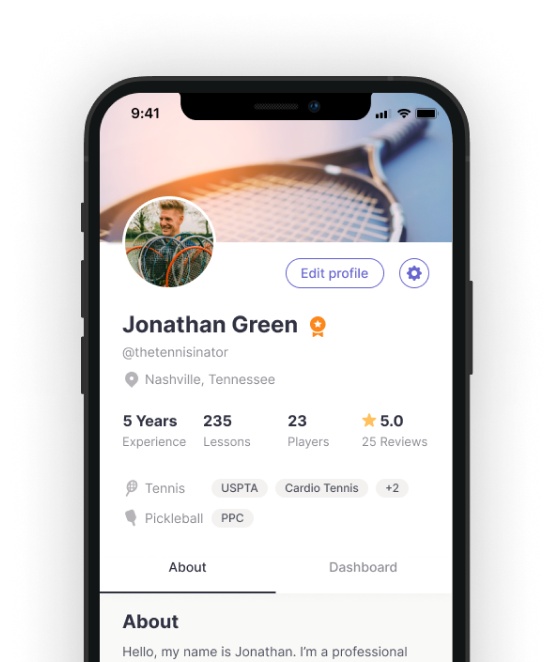 9:41
Edit profile
Jonathan Green
@thetennisinator
Nashville, Tennessee
5 Years 235 23 5.0
Experience Lessons Players 25 Reviews
Tennis USPTA Cardio Tennis +2
Pickleball PPC
About Dashboard
About
Hello, my name is Jonathan. I'm a professional